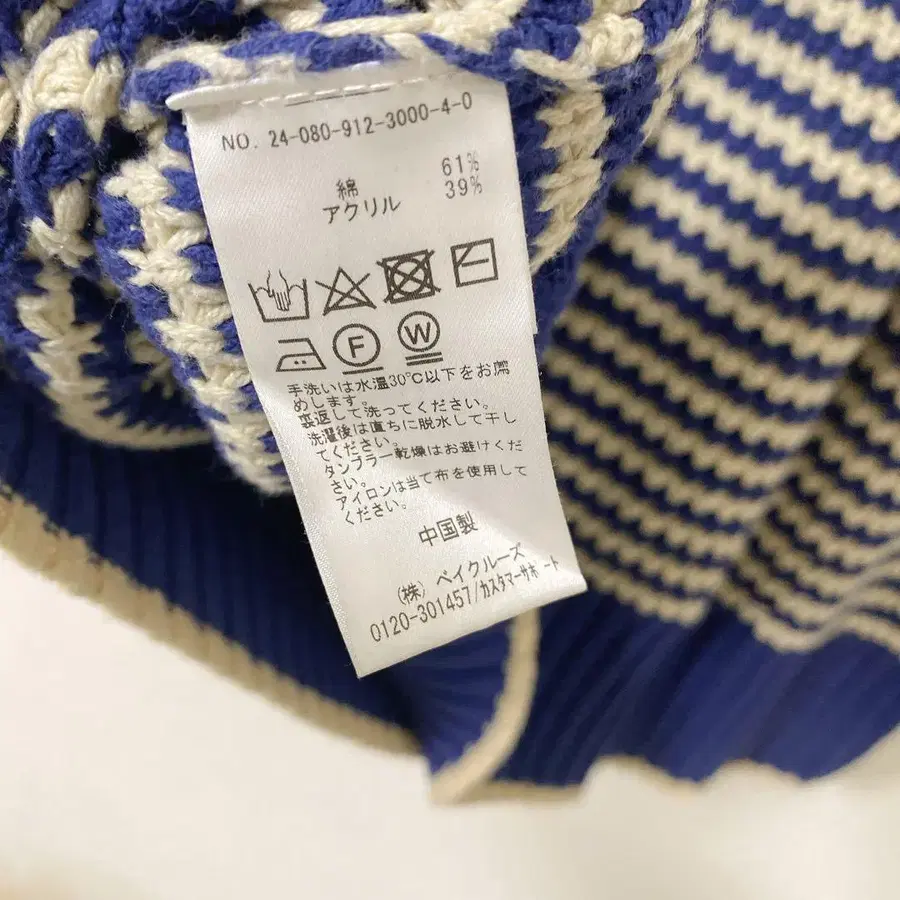 NO. 24-080-912-3000-4-0
綿 61%
アクリル 39%
F W
手洗いは水温30℃以下をお薦
めします。
裏返して洗ってください。
洗濯後は直ちに脱水して干し
てください。
タンブラー乾燥はお避けくだ
さい。
アイロンは当て布を使用して
ください。
中国製
(株) ベイクルーズ
0120-301457/カスタマーサポート